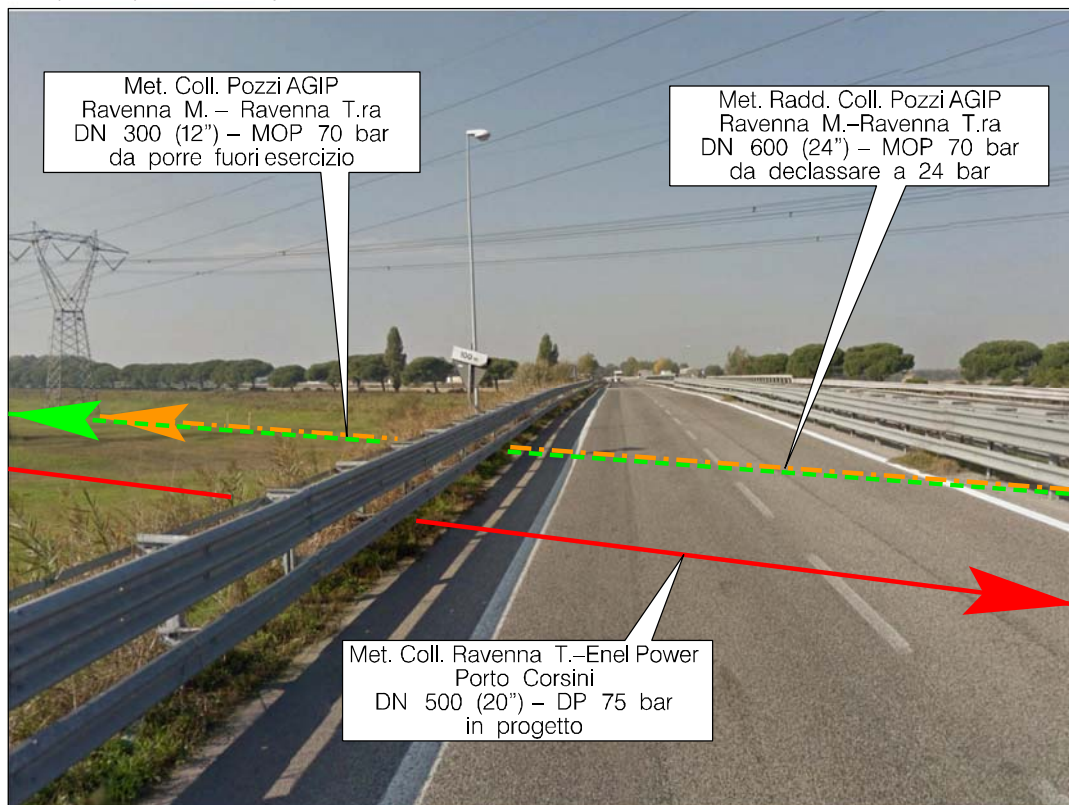 Met. Coll. Pozzi AGIP
Ravenna M. – Ravenna T.ra
DN 300 (12") – MOP 70 bar
da porre fuori esercizio
Met. Radd. Coll. Pozzi AGIP
Ravenna M.–Ravenna T.ra
DN 600 (24") – MOP 70 bar
da declassare a 24 bar
100 m
Met. Coll. Ravenna T.–Enel Power
Porto Corsini
DN 500 (20") – DP 75 bar
in progetto